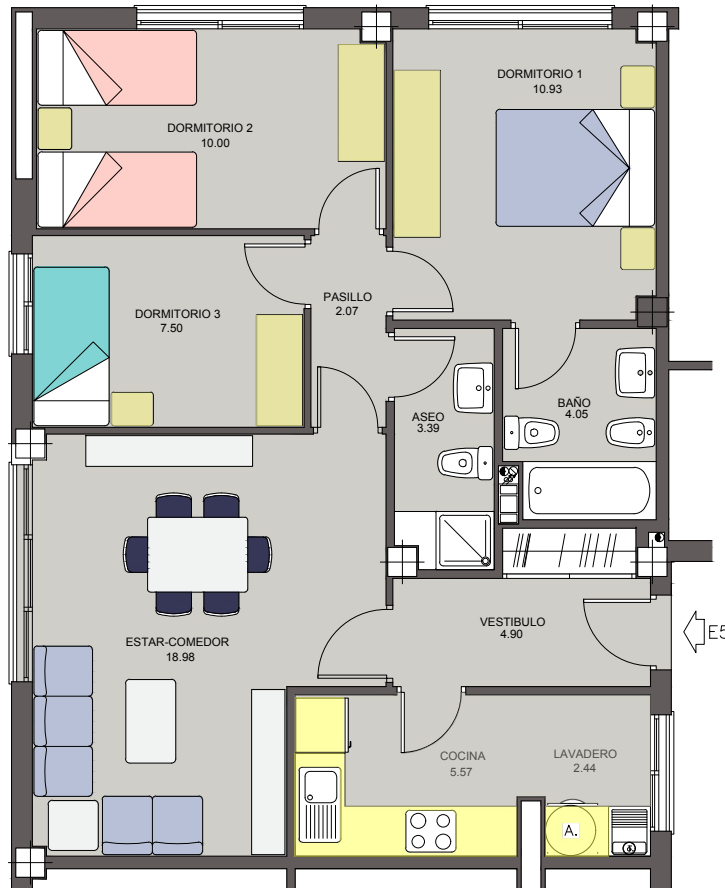 DORMITORIO 1
10.93
DORMITORIO 2
10.00
PASILLO
2.07
DORMITORIO 3
7.50
BAÑO
4.05
ASEO
3.39
VESTIBULO
4.90
E5
ESTAR-COMEDOR
18.98
COCINA
5.57
LAVADERO
2.44
A.